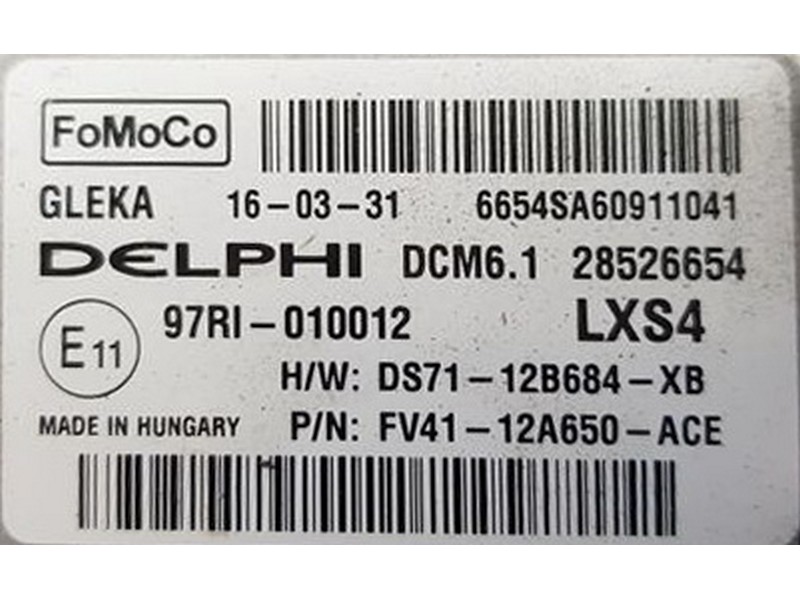 FoMoCo
GLEKA 16-03-31 6654SA60911041
DELPHI DCM6.1 28526654
97RI-010012 LXS4
E11
H/W: DS71-12B684-XB
MADE IN HUNGARY P/N: FV41-12A650-ACE